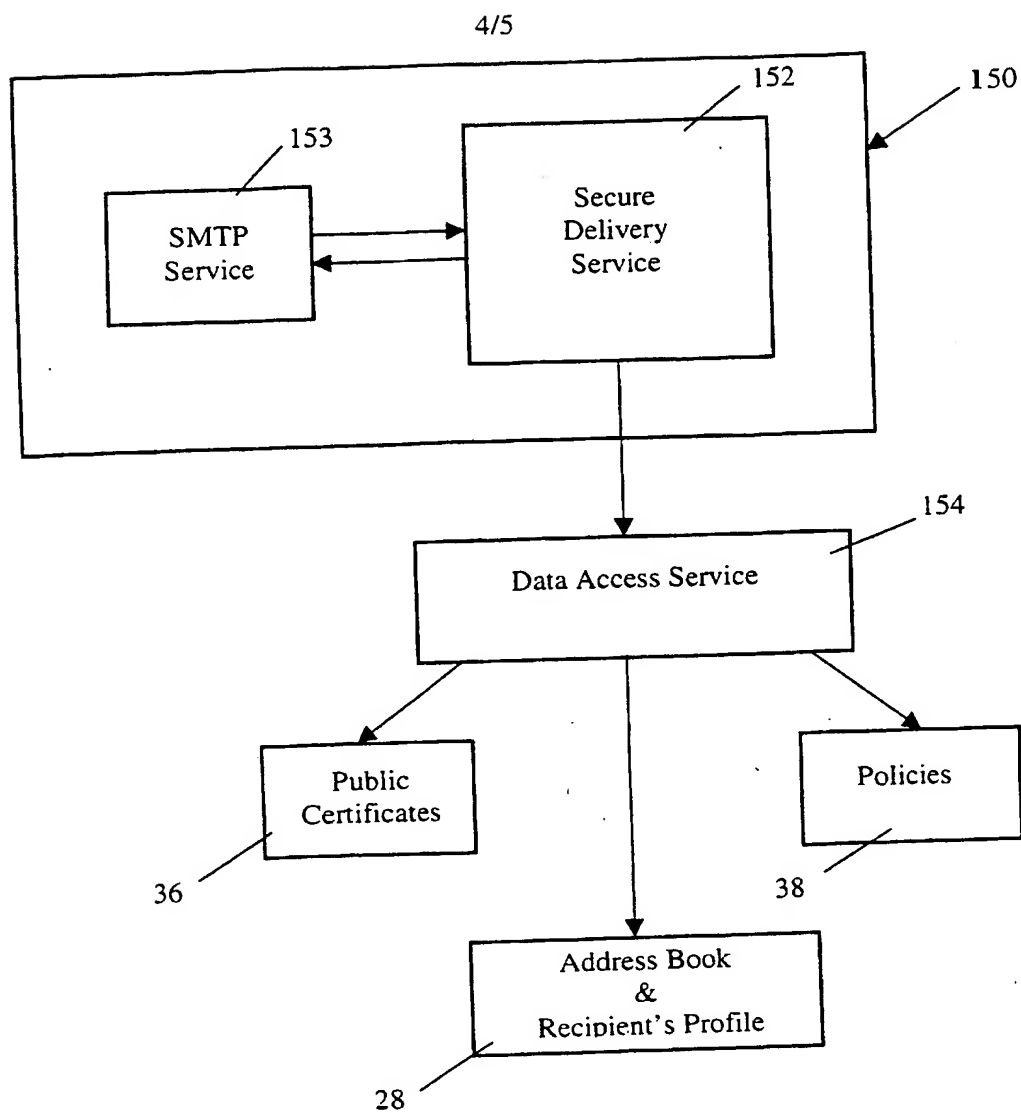 4/5
152
150
153
SMTP
Service
Secure
Delivery
Service
154
Data Access Service
Public
Certificates
Policies
36
38
Address Book
&
Recipient's Profile
28